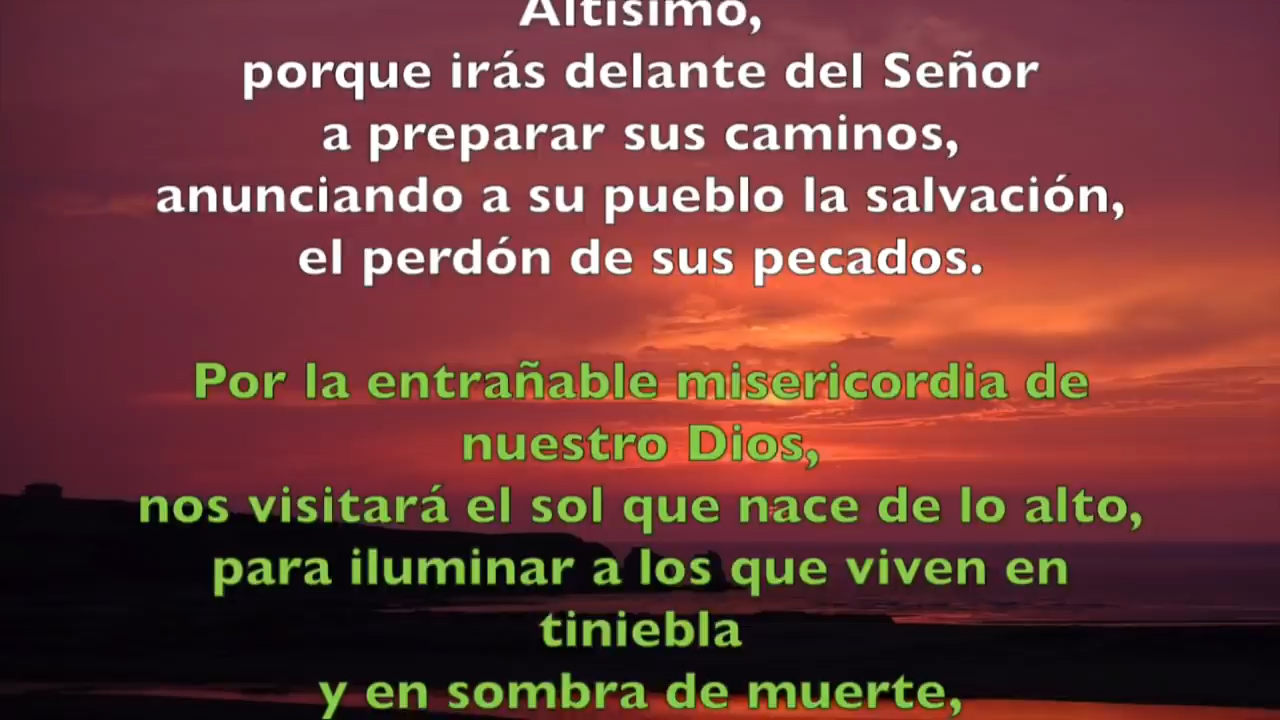 Altísimo,
porque irás delante del Señor
a preparar sus caminos,
anunciando a su pueblo la salvación,
el perdón de sus pecados.
Por la entrañable misericordia de
nuestro Dios,
nos visitará el sol que nace de lo alto,
para iluminar a los que viven en
tiniebla
y en sombra de muerte,